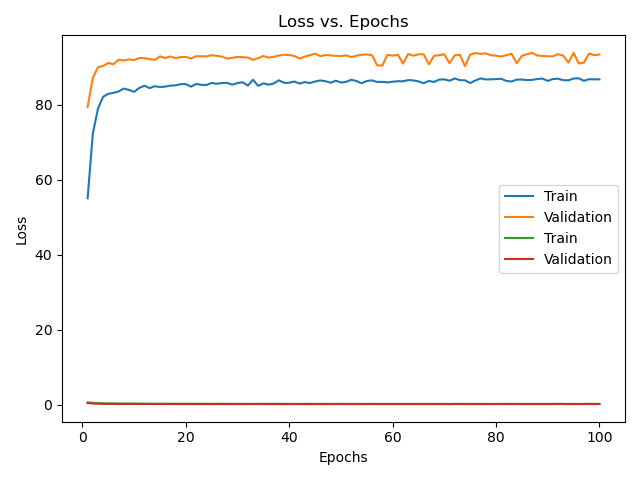 Loss vs. Epochs
Loss
80
60
40
20
0
Train
Validation
Train
Validation
0 20 40 60 80 100
Epochs